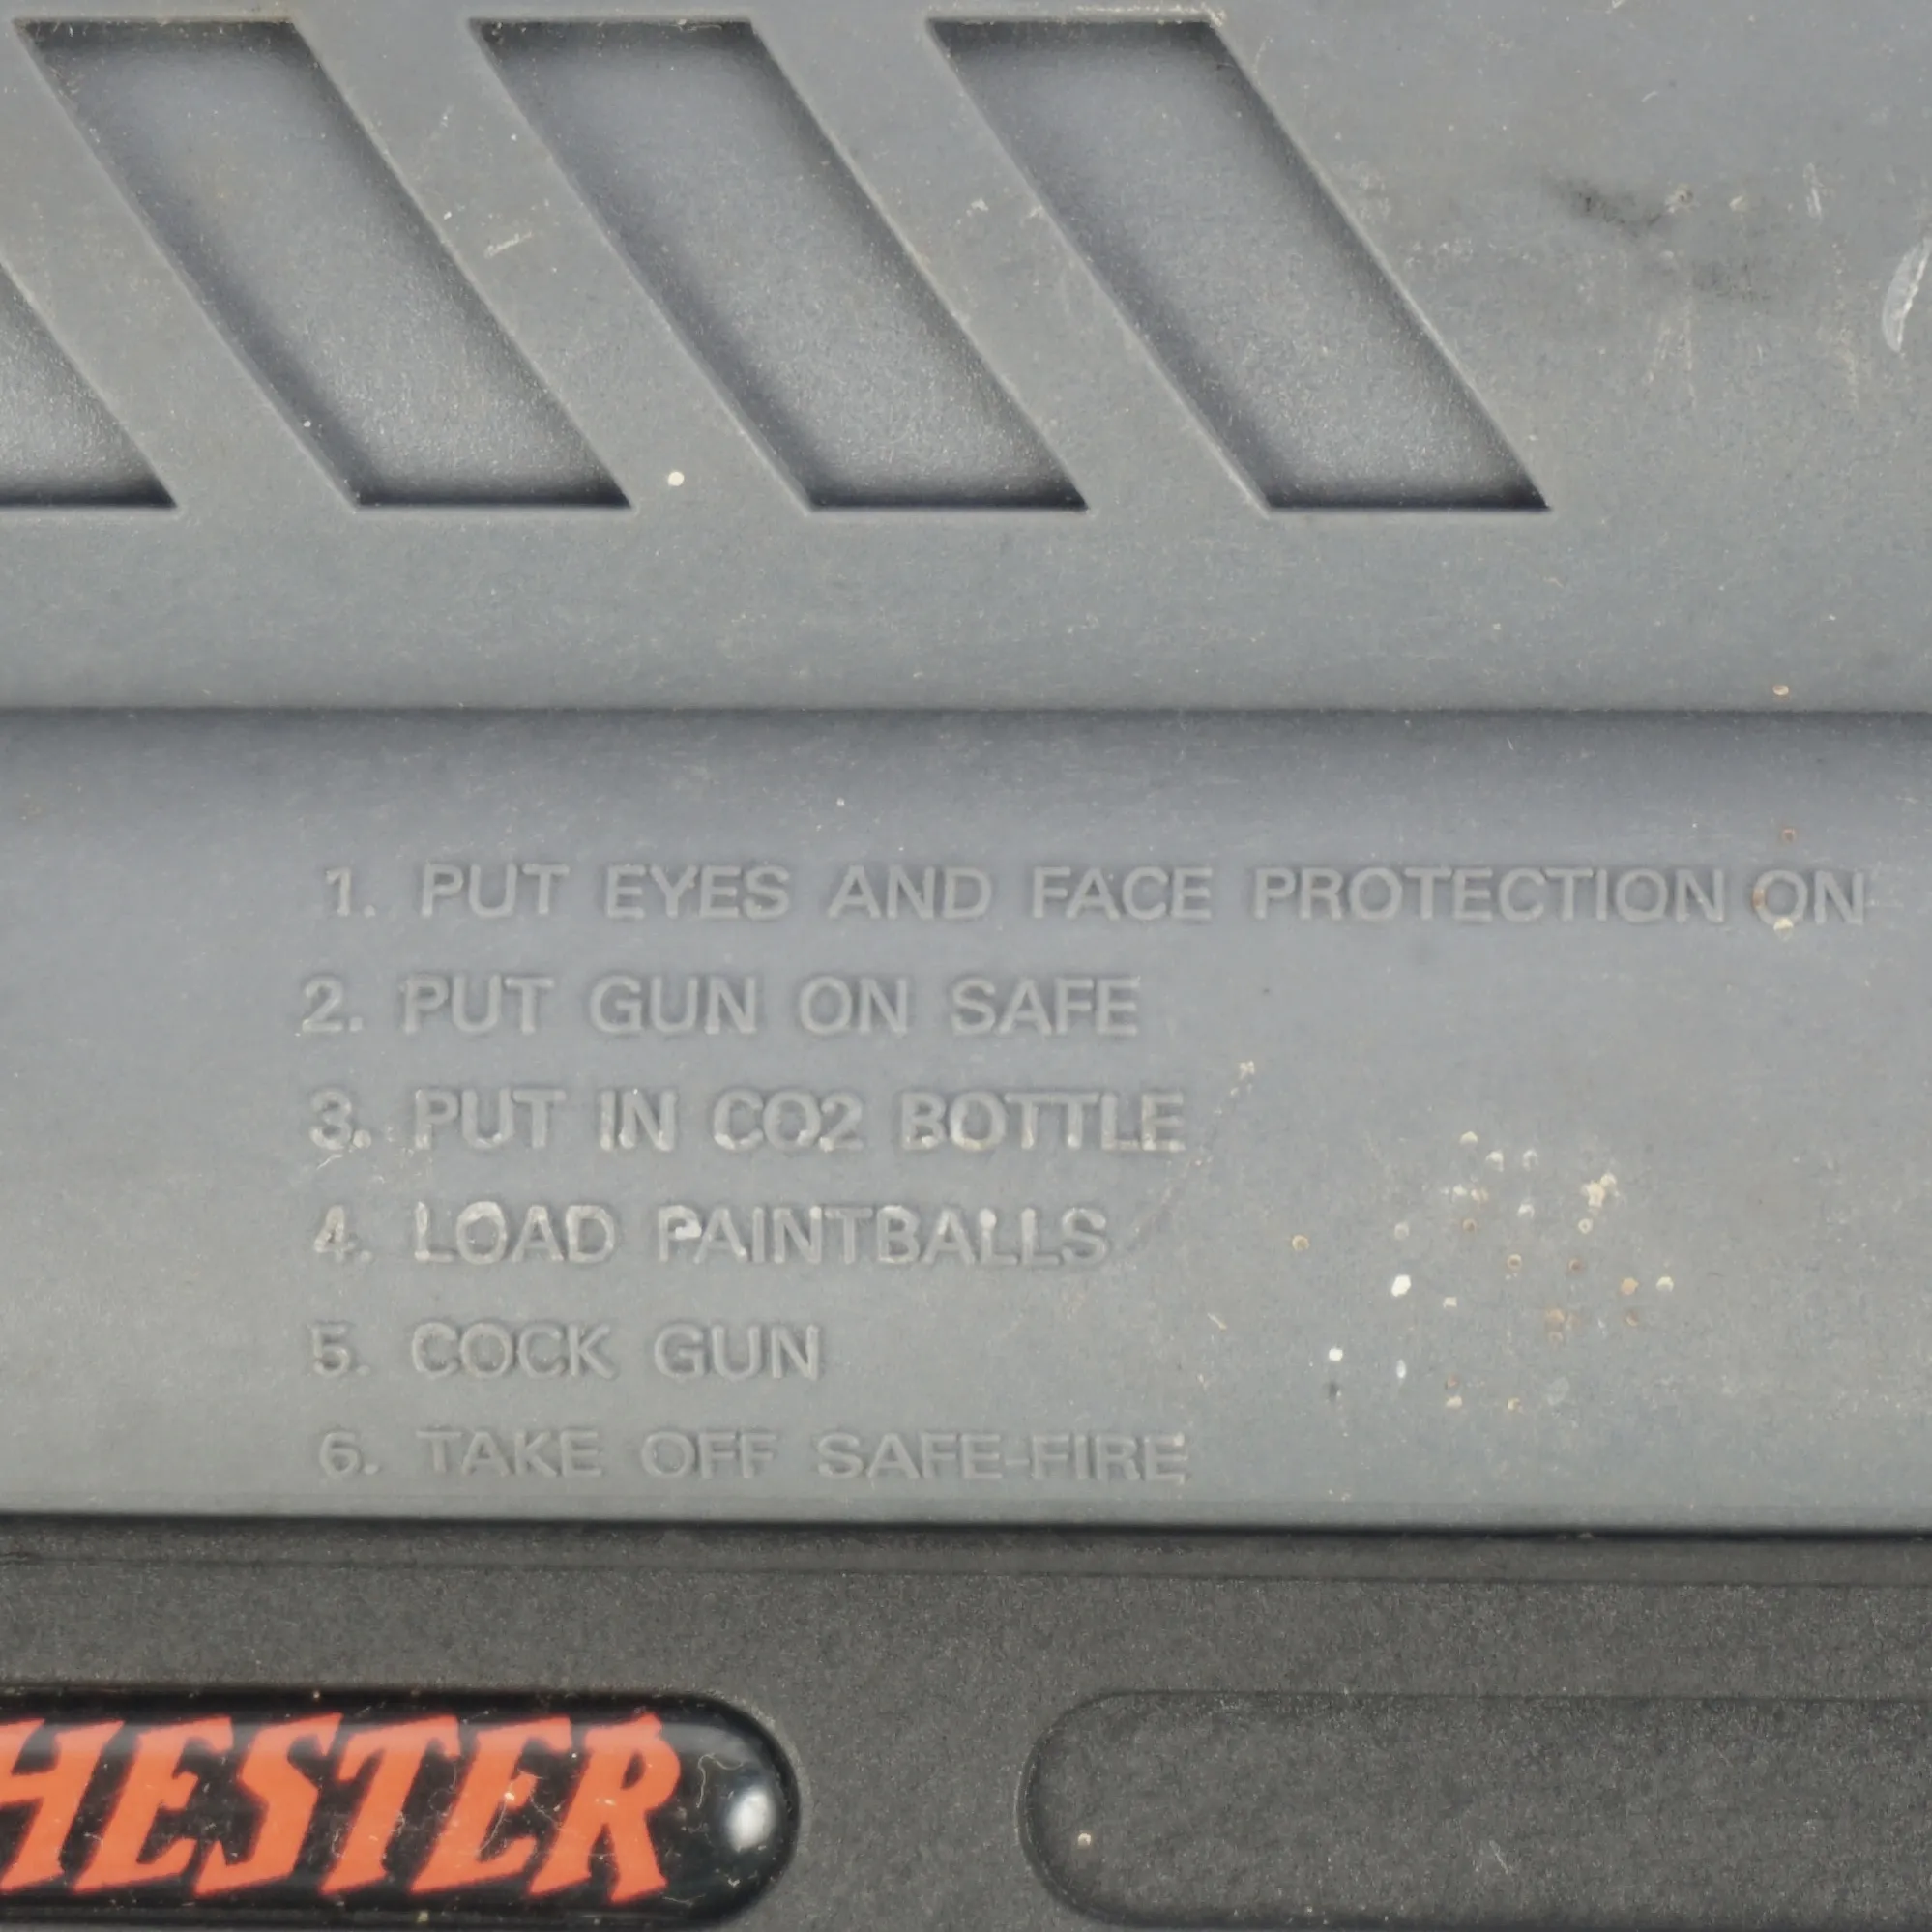 1. PUT EYES AND FACE PROTECTION ON
2. PUT GUN ON SAFE
3. PUT IN CO2 BOTTLE
4. LOAD PAINTBALLS
5. COCK GUN
6. TAKE OFF SAFE-FIRE
HESTER